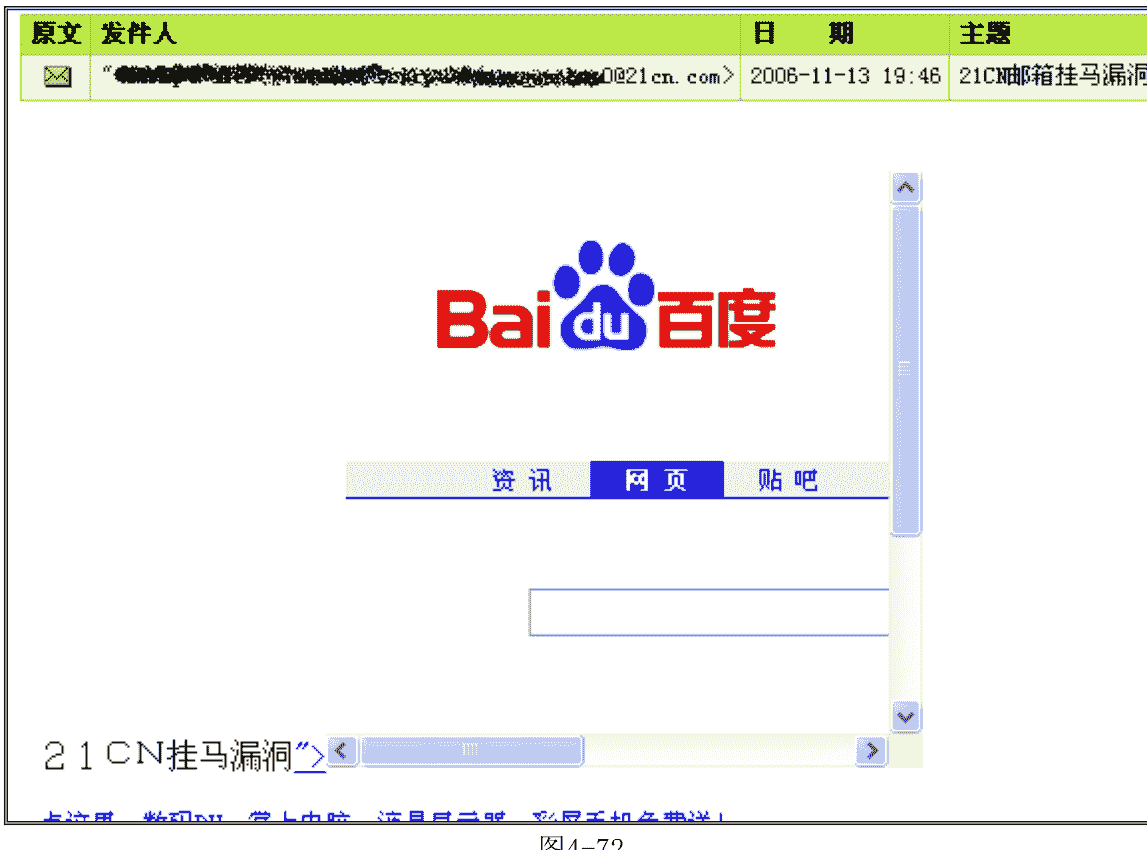 原文 发件人 日 期 主题
“ 0@21cn.com> 2006-11-13 19:46 21CN邮箱挂马漏洞
Bai du 百度
资 讯 网 页 贴 吧
21CN挂马漏洞">
图4-72